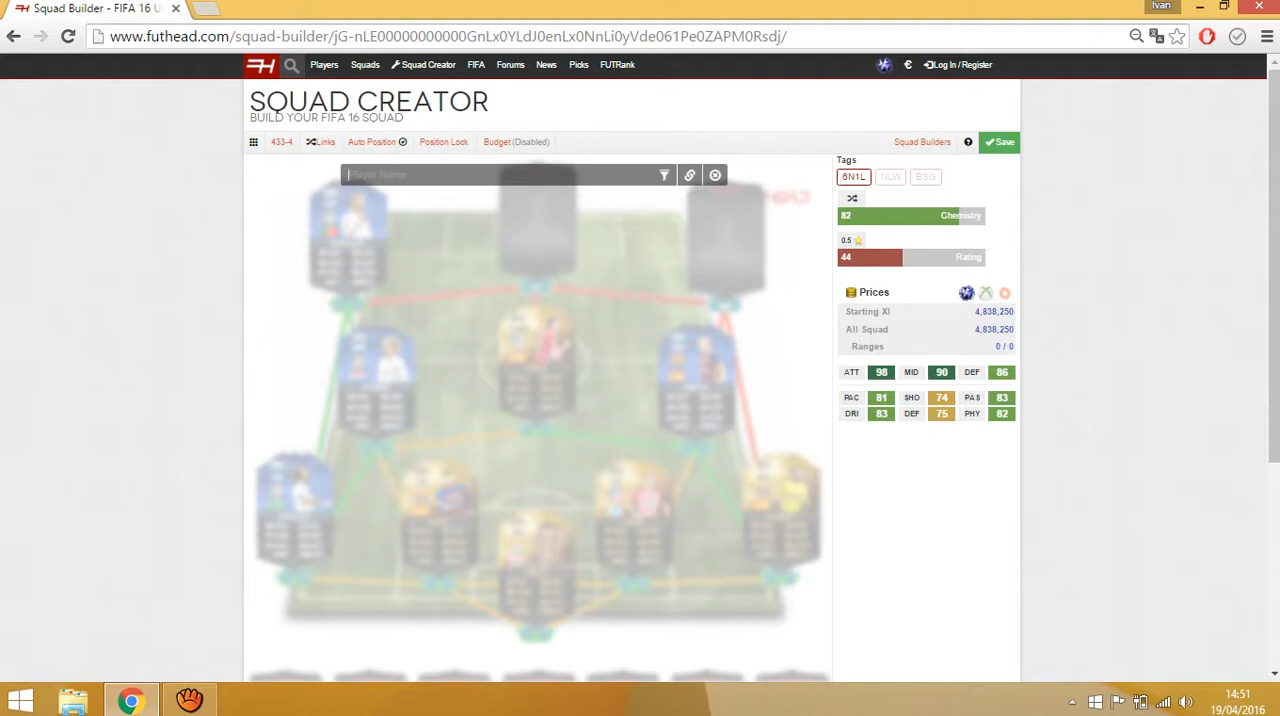 Squad Builder - FIFA 16 U
Ivan
www.futhead.com/squad-builder/jG-nLE00000000000GnLx0YLdJ0enLx0NnLi0yVde061Pe0ZAPM0Rsdj/
Players
Squads
Squad Creator
FIFA
Forums
News
Picks
FUTRank
€
Log In / Register
SQUAD CREATOR
BUILD YOUR FIFA 16 SQUAD
433-4
Links
Auto Position
Position Lock
Budget (Disabled)
Squad Builders
Save
Player Name
Tags
6N1L
NLW
BSG
82 Chemistry
0.5
44 Rating
Prices
Starting XI 4,838,250
All Squad 4,838,250
Ranges 0 / 0
ATT 98 MID 90 DEF 86
PAC 81 SHO 74 PAS 83
DRI 83 DEF 75 PHY 82
14:51
19/04/2016